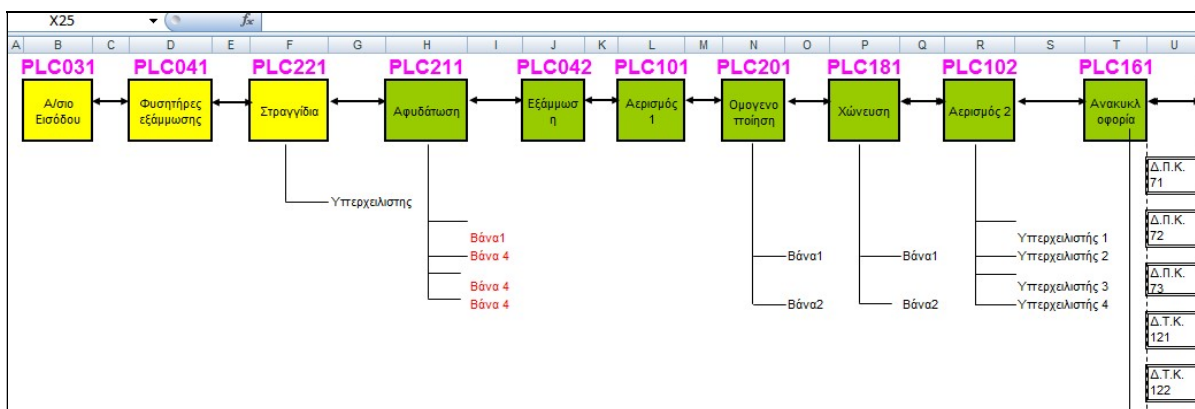 X25 fx
A B C D E F G H I J K L M N O P Q R S T U
PLC031 PLC041 PLC221 PLC211 PLC042 PLC101 PLC201 PLC181 PLC102 PLC161
Α/σιο
Εισόδου
Φυσητήρες
εξάμμωσης
Στραγγίδια
Αφυδάτωση
Εξάμμωσ
η
Αερισμός
1
Ομογενο
ποίηση
Χώνευση
Αερισμός 2
Ανακυκλ
οφορία
Υπερχειλιστης
Βάνα1
Βάνα 4
Βάνα 4
Βάνα 4
Βάνα1
Βάνα2
Βάνα1
Βάνα2
Υπερχειλιστής 1
Υπερχειλιστής 2
Υπερχειλιστής 3
Υπερχειλιστής 4
Δ.Π.Κ.
71
Δ.Π.Κ.
72
Δ.Π.Κ.
73
Δ.Τ.Κ.
121
Δ.Τ.Κ.
122